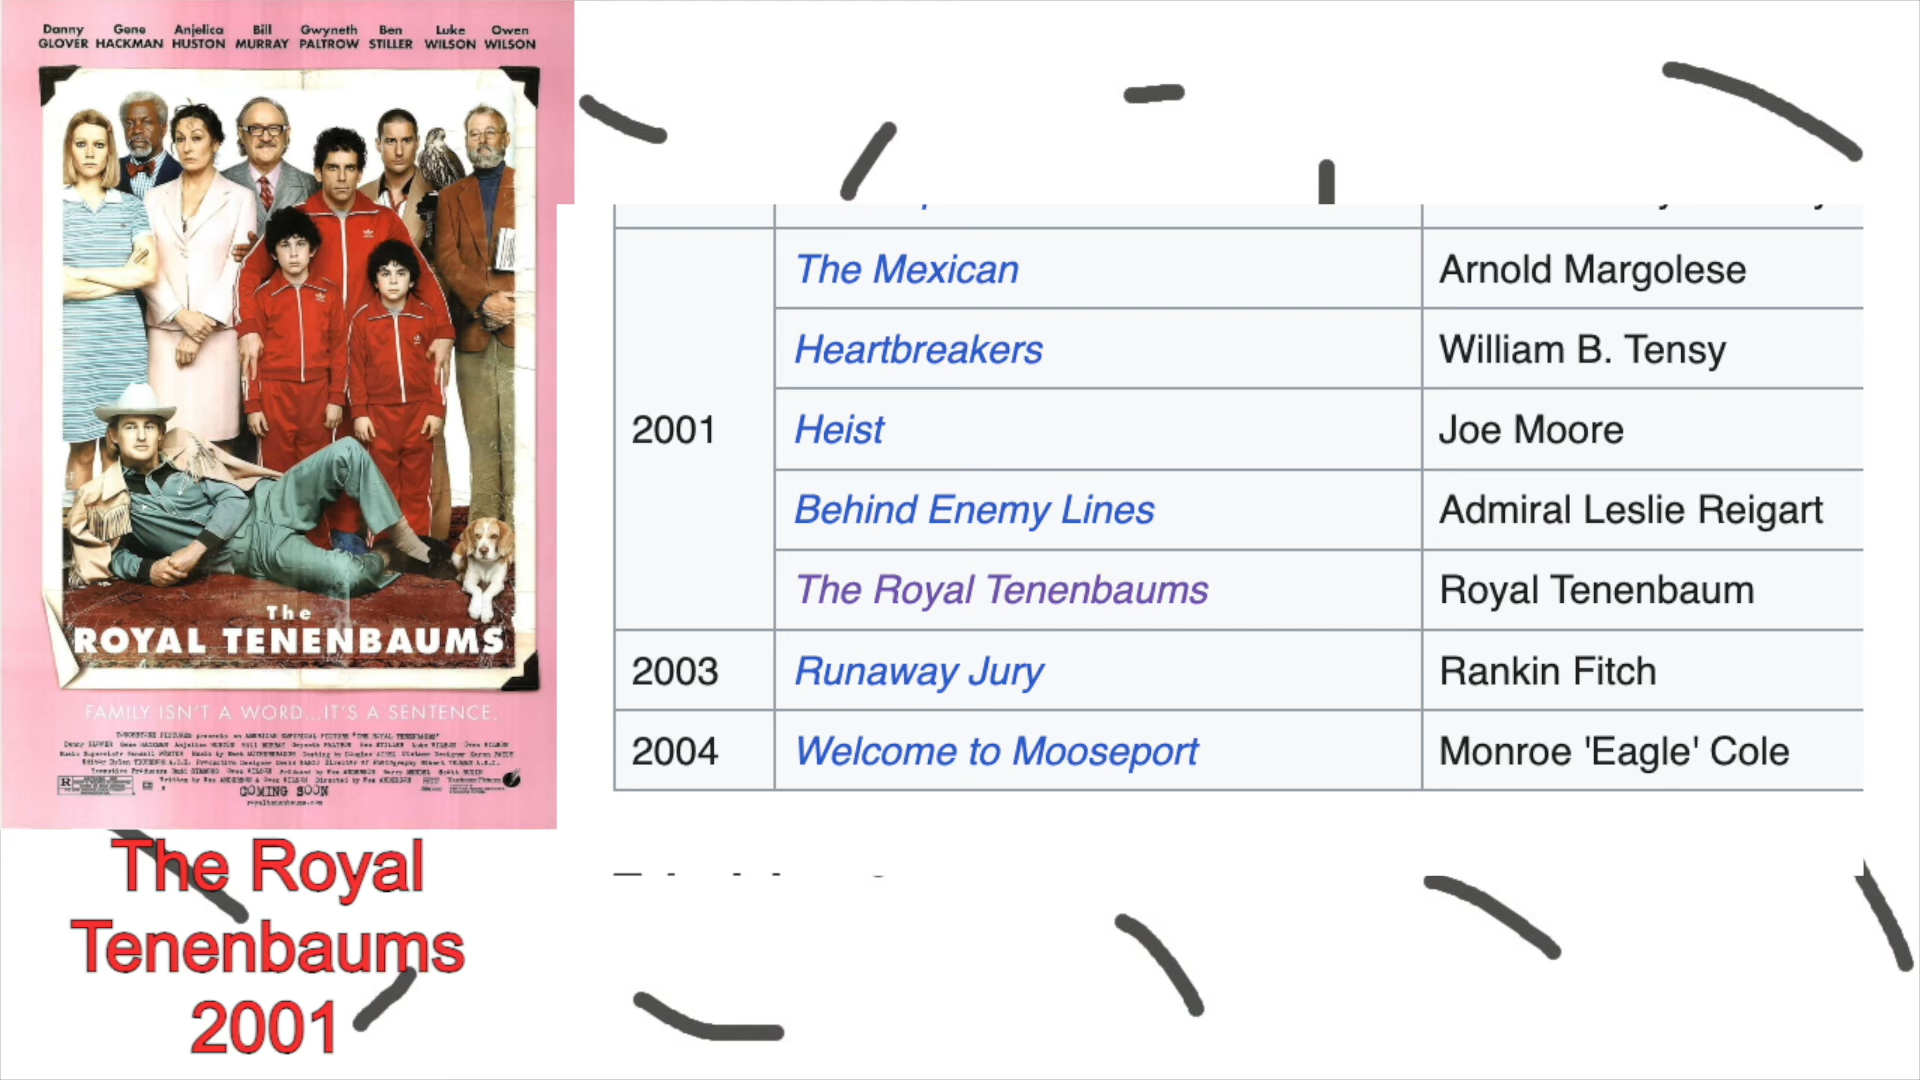 Danny Gene Anjelica Bill Gwyneth Ben Luke Owen
GLOVER HACKMAN HUSTON MURRAY PALTROW STILLER WILSON WILSON
The
ROYAL TENENBAUMS
FAMILY ISN'T A WORD...IT'S A SENTENCE.
R
COMING SOON
The Royal
Tenenbaums
2001
2001
The Mexican Arnold Margolese
Heartbreakers William B. Tensy
Heist Joe Moore
Behind Enemy Lines Admiral Leslie Reigart
The Royal Tenenbaums Royal Tenenbaum
2003 Runaway Jury Rankin Fitch
2004 Welcome to Mooseport Monroe 'Eagle' Cole